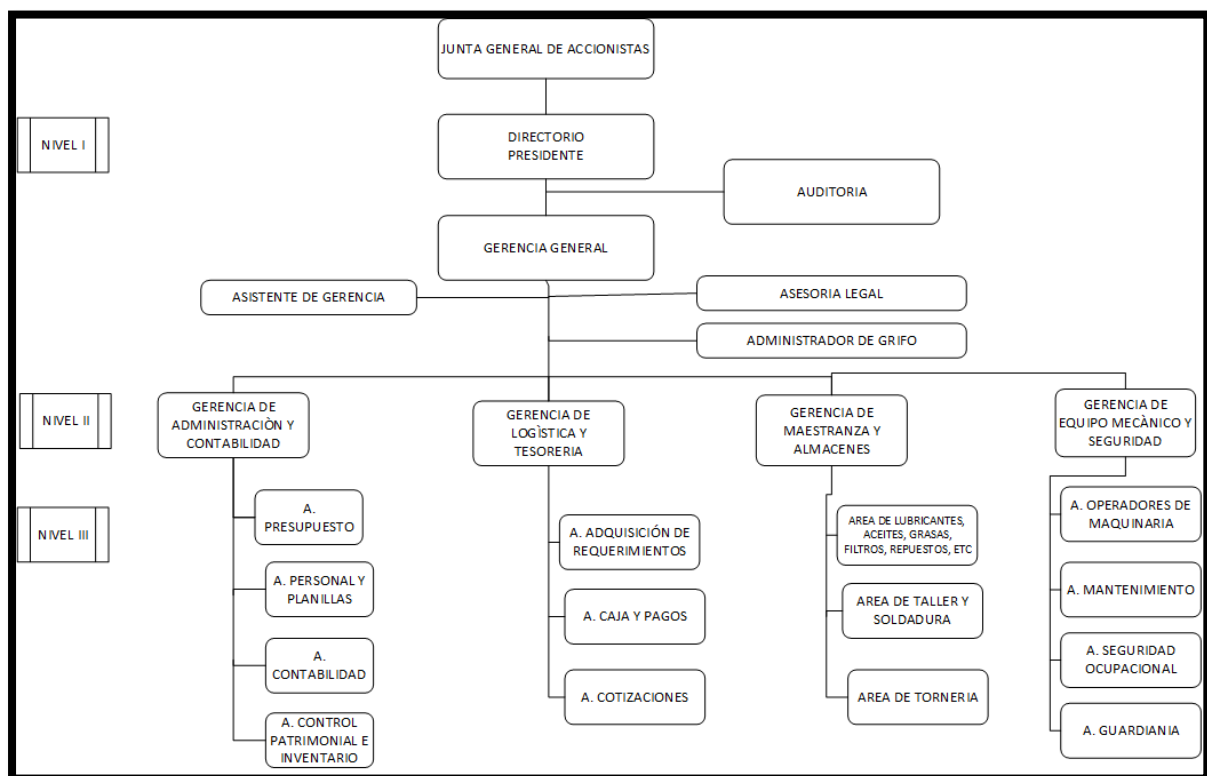 JUNTA GENERAL DE ACCIONISTAS
NIVEL I
DIRECTORIO
PRESIDENTE
AUDITORIA
GERENCIA GENERAL
ASISTENTE DE GERENCIA
ASESORIA LEGAL
ADMINISTRADOR DE GRIFO
NIVEL II
GERENCIA DE
ADMINISTRACIÒN Y
CONTABILIDAD
GERENCIA DE
LOGÌSTICA Y
TESORERIA
GERENCIA DE
MAESTRANZA Y
ALMACENES
GERENCIA DE
EQUIPO MECÀNICO Y
SEGURIDAD
NIVEL III
A.
PRESUPUESTO
A. PERSONAL Y
PLANILLAS
A.
CONTABILIDAD
A. CONTROL
PATRIMONIAL E
INVENTARIO
A. ADQUISICIÓN DE
REQUERIMIENTOS
A. CAJA Y PAGOS
A. COTIZACIONES
AREA DE LUBRICANTES,
ACEITES, GRASAS,
FILTROS, REPUESTOS, ETC
AREA DE TALLER Y
SOLDADURA
AREA DE TORNERIA
A. OPERADORES DE
MAQUINARIA
A. MANTENIMIENTO
A. SEGURIDAD
OCUPACIONAL
A. GUARDIANIA